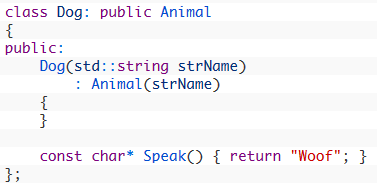 class Dog: public Animal
{
public:
    Dog(std::string strName)
        : Animal(strName)
    {
    }

    const char* Speak() { return "Woof"; }
};